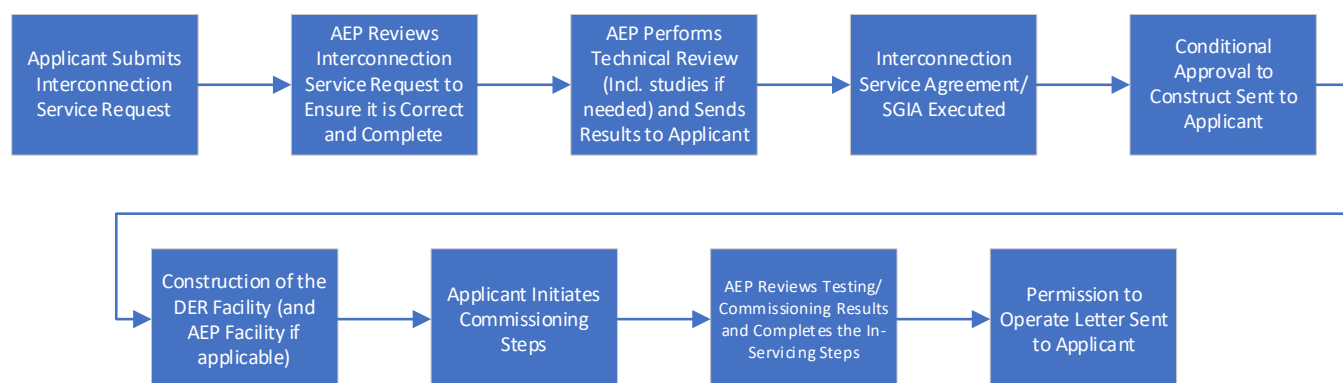 Applicant Submits
Interconnection
Service Request
AEP Reviews
Interconnection
Service Request to
Ensure it is Correct
and Complete
AEP Performs
Technical Review
(Incl. studies if
needed) and Sends
Results to Applicant
Interconnection
Service Agreement/
SGIA Executed
Conditional
Approval to
Construct Sent to
Applicant
Construction of the
DER Facility (and
AEP Facility if
applicable)
Applicant Initiates
Commissioning
Steps
AEP Reviews Testing/
Commissioning Results
and Completes the In-
Servicing Steps
Permission to
Operate Letter Sent
to Applicant